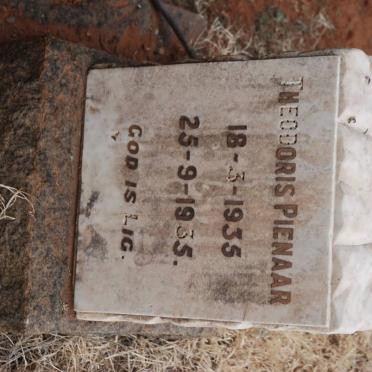 THEODORIS PIENAAR
18-3-1935
25-9-1935.
GOD IS LIG.